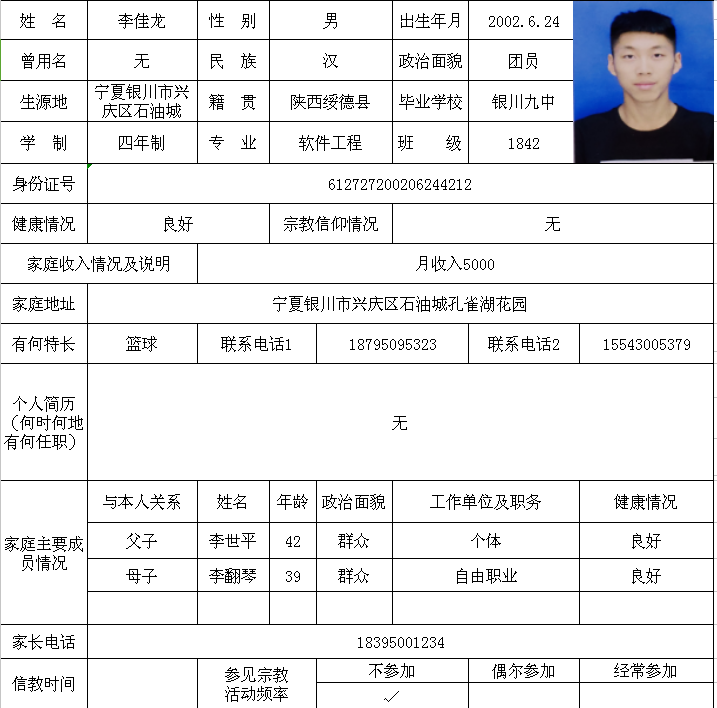 姓 名 李佳龙 性 别 男 出生年月 2002.6.24
曾用名 无 民 族 汉 政治面貌 团员
生源地 宁夏银川市兴庆区石油城 籍 贯 陕西绥德县 毕业学校 银川九中
学 制 四年制 专 业 软件工程 班 级 1842
身份证号 612727200206244212
健康情况 良好 宗教信仰情况 无
家庭收入情况及说明 月收入5000
家庭地址 宁夏银川市兴庆区石油城孔雀湖花园
有何特长 篮球 联系电话1 18795095323 联系电话2 15543005379
个人简历
（何时何地
有何任职）
无
家庭主要成
员情况
与本人关系 姓名 年龄 政治面貌 工作单位及职务 健康情况
父子 李世平 42 群众 个体 良好
母子 李翻琴 39 群众 自由职业 良好
家长电话 18395001234
信教时间 参见宗教
活动频率
不参加 偶尔参加 经常参加
✓